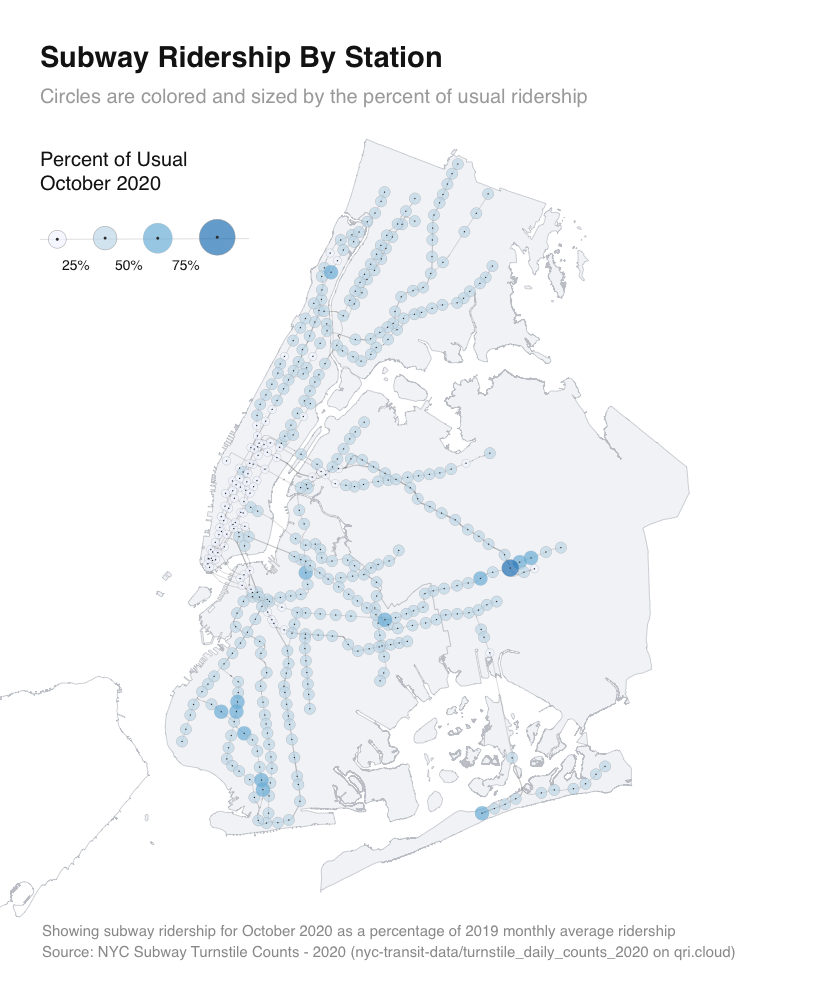 Subway Ridership By Station
Circles are colored and sized by the percent of usual ridership
Percent of Usual
October 2020
25% 50% 75%
Showing subway ridership for October 2020 as a percentage of 2019 monthly average ridership
Source: NYC Subway Turnstile Counts - 2020 (nyc-transit-data/turnstile_daily_counts_2020 on qri.cloud)